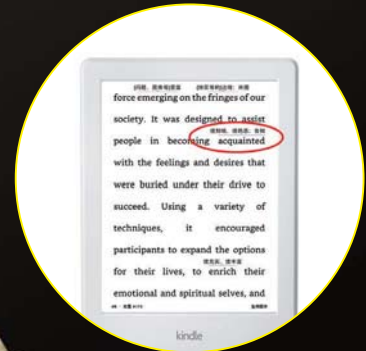 force emerging on the fringes of our
society. It was designed to assist
people in becoming acquainted
with the feelings and desires that
were buried under their drive to
succeed. Using a variety of
techniques, it encouraged
participants to expand the options
for their lives, to enrich their
emotional and spiritual selves, and
kindle